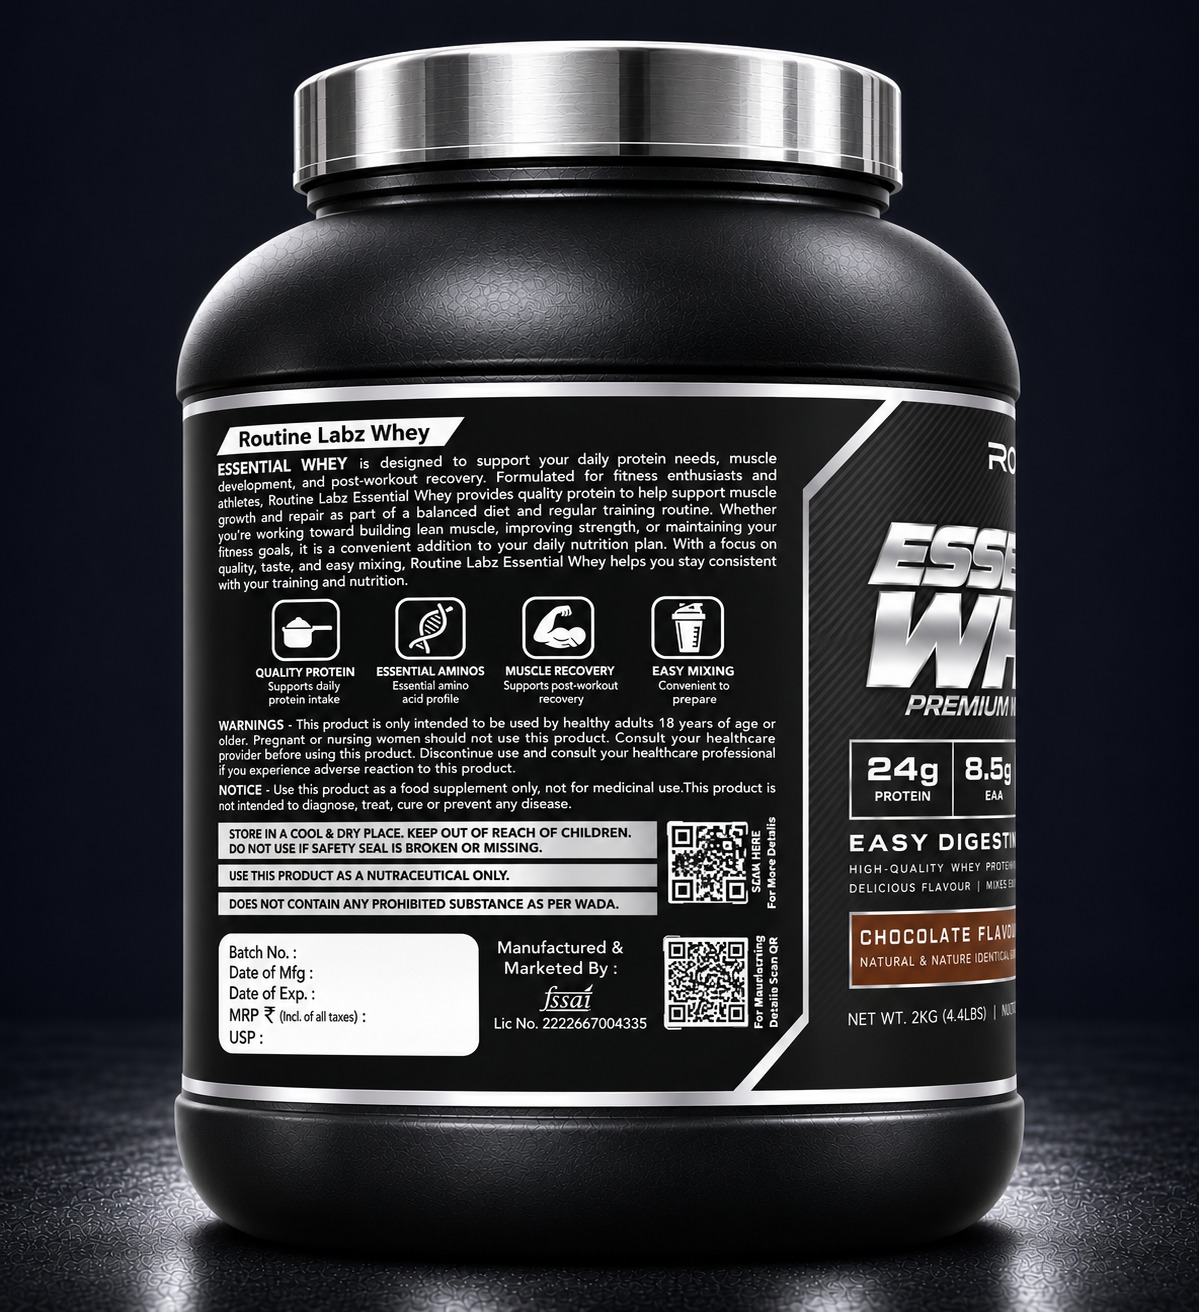 Routine Labz Whey
ESSENTIAL WHEY is designed to support your daily protein needs, muscle
development, and post-workout recovery. Formulated for fitness enthusiasts and
athletes, Routine Labz Essential Whey provides quality protein to help support muscle
growth and repair as part of a balanced diet and regular training routine. Whether
you're working toward building lean muscle, improving strength, or maintaining your
fitness goals, it is a convenient addition to your daily nutrition plan. With a focus on
quality, taste, and easy mixing, Routine Labz Essential Whey helps you stay consistent
with your training and nutrition.
QUALITY PROTEIN
Supports daily
protein intake
ESSENTIAL AMINOS
Essential amino
acid profile
MUSCLE RECOVERY
Supports post-workout
recovery
EASY MIXING
Convenient to
prepare
WARNINGS - This product is only intended to be used by healthy adults 18 years of age or
older. Pregnant or nursing women should not use this product. Consult your healthcare
provider before using this product. Discontinue use and consult your healthcare professional
if you experience adverse reaction to this product.
NOTICE - Use this product as a food supplement only, not for medicinal use.This product is
not intended to diagnose, treat, cure or prevent any disease.
STORE IN A COOL & DRY PLACE. KEEP OUT OF REACH OF CHILDREN.
DO NOT USE IF SAFETY SEAL IS BROKEN OR MISSING.
USE THIS PRODUCT AS A NUTRACEUTICAL ONLY.
DOES NOT CONTAIN ANY PROHIBITED SUBSTANCE AS PER WADA.
SCAN HERE
For More Details
Batch No. :
Date of Mfg :
Date of Exp. :
MRP ₹ (Incl. of all taxes) :
USP :
Manufactured &
Marketed By :
fssai
Lic No. 2222667004335
For
Scan QR
RO
ESSE
WH
PREMIUM W
24g
PROTEIN
8.5g
EAA
EASY DIGESTIN
HIGH-QUALITY WHEY PROTEIN
DELICIOUS FLAVOUR | MIXES
CHOCOLATE FLAVOU
NATURAL & NATURE IDENTICAL
NET WT. 2KG (4.4LBS) |